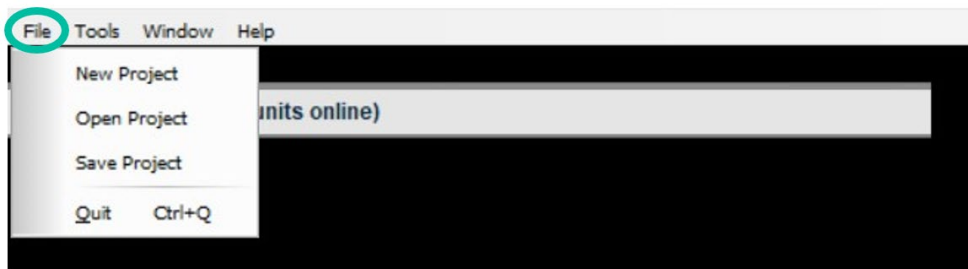 File Tools Window Help
New Project
Open Project
units online)
Save Project
Quit Ctrl+Q